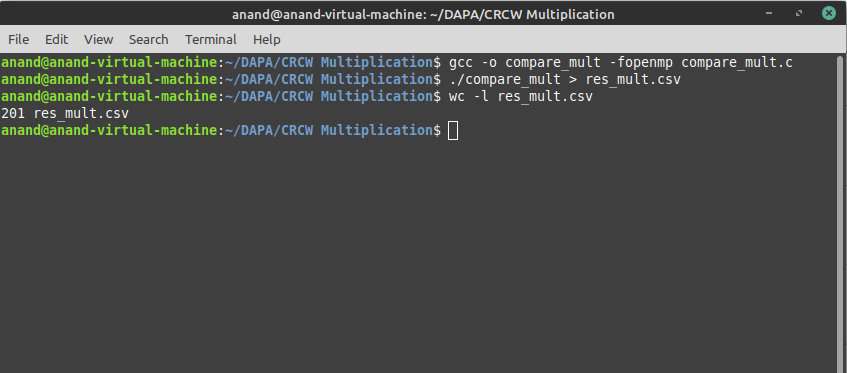 anand@anand-virtual-machine: ~/DAPA/CRCW Multiplication
File Edit View Search Terminal Help
anand@anand-virtual-machine:~/DAPA/CRCW Multiplication$ gcc -o compare_mult -fopenmp compare_mult.c
anand@anand-virtual-machine:~/DAPA/CRCW Multiplication$ ./compare_mult > res_mult.csv
anand@anand-virtual-machine:~/DAPA/CRCW Multiplication$ wc -l res_mult.csv
201 res_mult.csv
anand@anand-virtual-machine:~/DAPA/CRCW Multiplication$